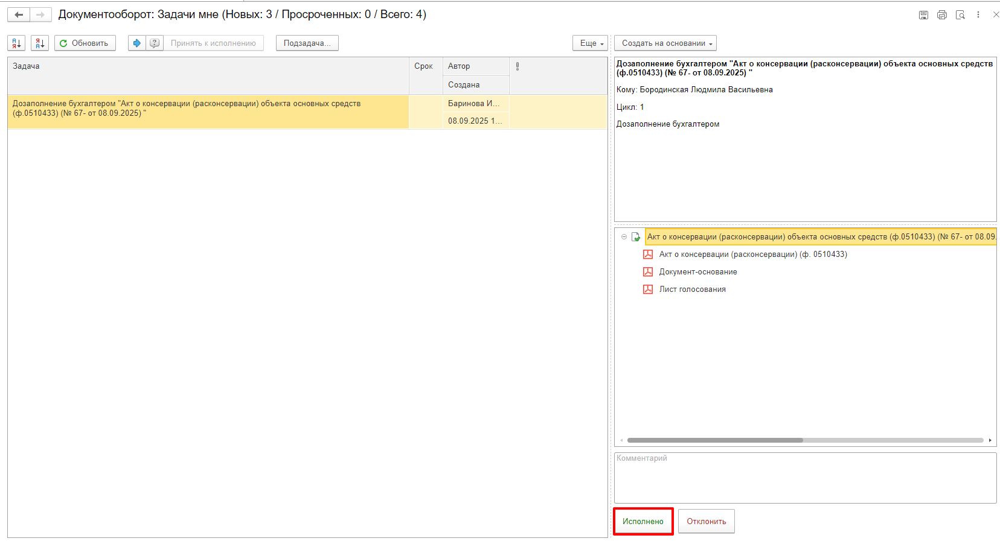 Документооборот: Задачи мне (Новых: 3 / Просроченных: 0 / Всего: 4)
Обновить
Принять к исполнению
Подзадача...
Еще
Создать на основании
Задача
Срок
Автор
Создана
Дозаполнение бухгалтером "Акт о консервации (расконсервации) объекта основных средств
(ф.0510433) (№ 67- от 08.09.2025) "
Баринова И...
08.09.2025 1...
Дозаполнение бухгалтером "Акт о консервации (расконсервации) объекта основных средств
(ф.0510433) (№ 67- от 08.09.2025) "
Кому: Бородинская Людмила Васильевна
Цикл: 1
Дозаполнение бухгалтером
Акт о консервации (расконсервации) объекта основных средств (ф.0510433) (№ 67- от 08.09.
Акт о консервации (расконсервации) (ф. 0510433)
Документ-основание
Лист голосования
Комментарий
Исполнено
Отклонить